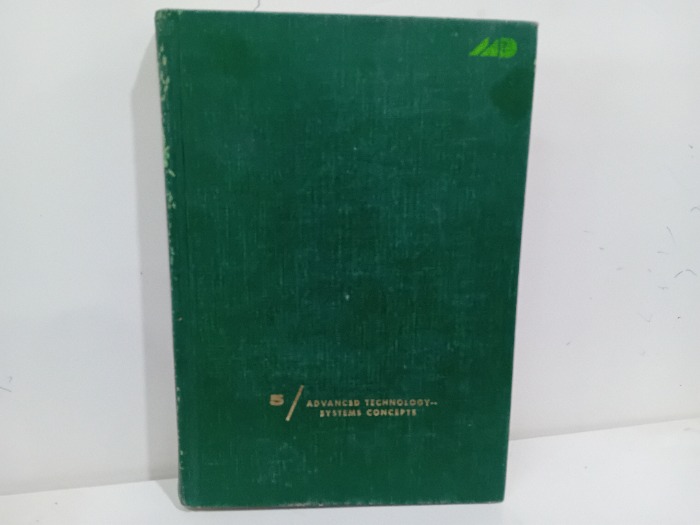 5/ ADVANCED TECHNOLOGY--
SYSTEMS CONCEPTS